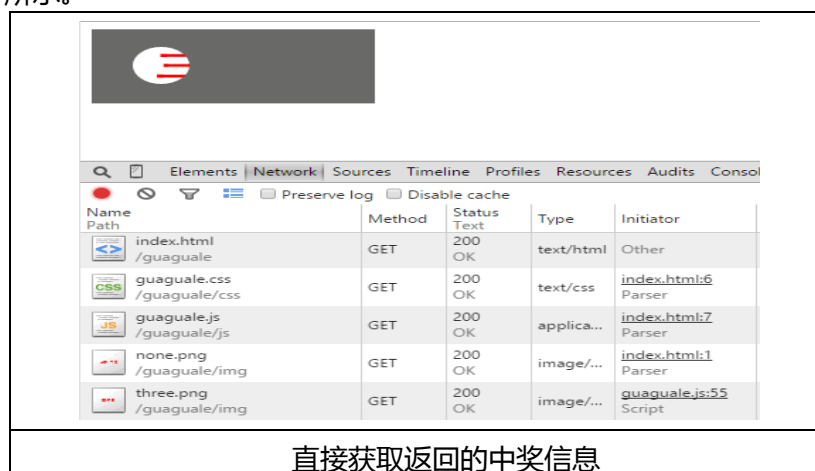 Elements Network Sources Timeline Profiles Resources Audits Consol
Preserve log Disable cache
Name Method Status Type Initiator
Path Text
index.html GET 200 text/html Other
/guaguale OK
guaguale.css GET 200 text/css index.html:6
/guaguale/css OK Parser
guaguale.js GET 200 applica... index.html:7
/guaguale/js OK Parser
none.png GET 200 image/... index.html:1
/guaguale/img OK Parser
three.png GET 200 image/... guaguale.js:55
/guaguale/img OK Script
直接获取返回的中奖信息